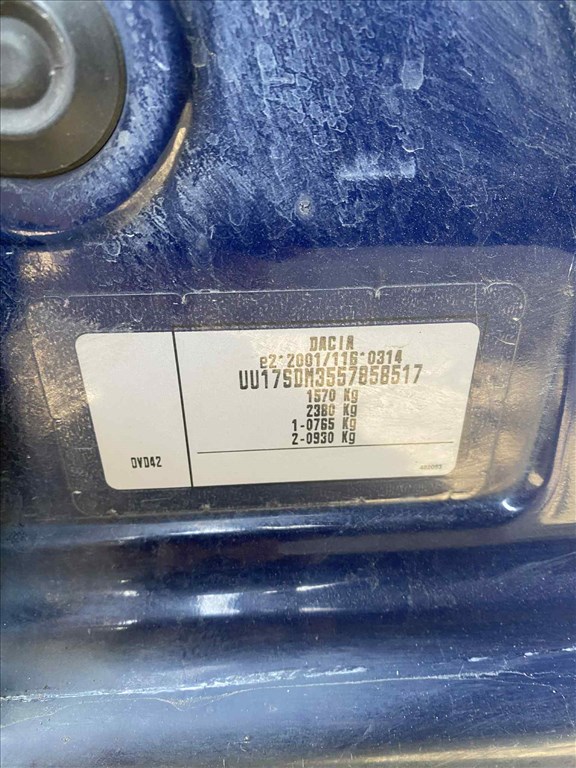 DACIA
e2*2001/116*0314
UU17SDM3557858517
1570 Kg
2380 Kg
1-0765 Kg
2-0930 Kg
DVD42